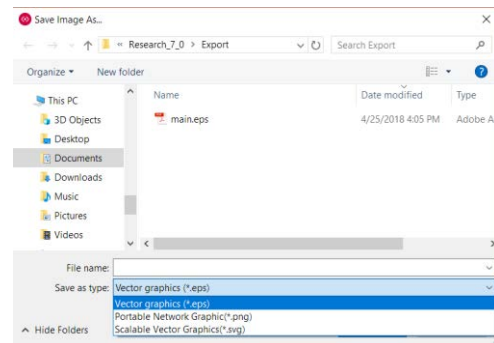 Save Image As...
« Research_7_0 > Export
Search Export
Organize
New folder
Name
Date modified
Type
This PC
3D Objects
Desktop
Documents
Downloads
Music
Pictures
Videos
main.eps
4/25/2018 4:05 PM
Adobe A
File name:
Save as type: Vector graphics (*.eps)
Vector graphics (*.eps)
Portable Network Graphic(*.png)
Scalable Vector Graphics(*.svg)
Hide Folders